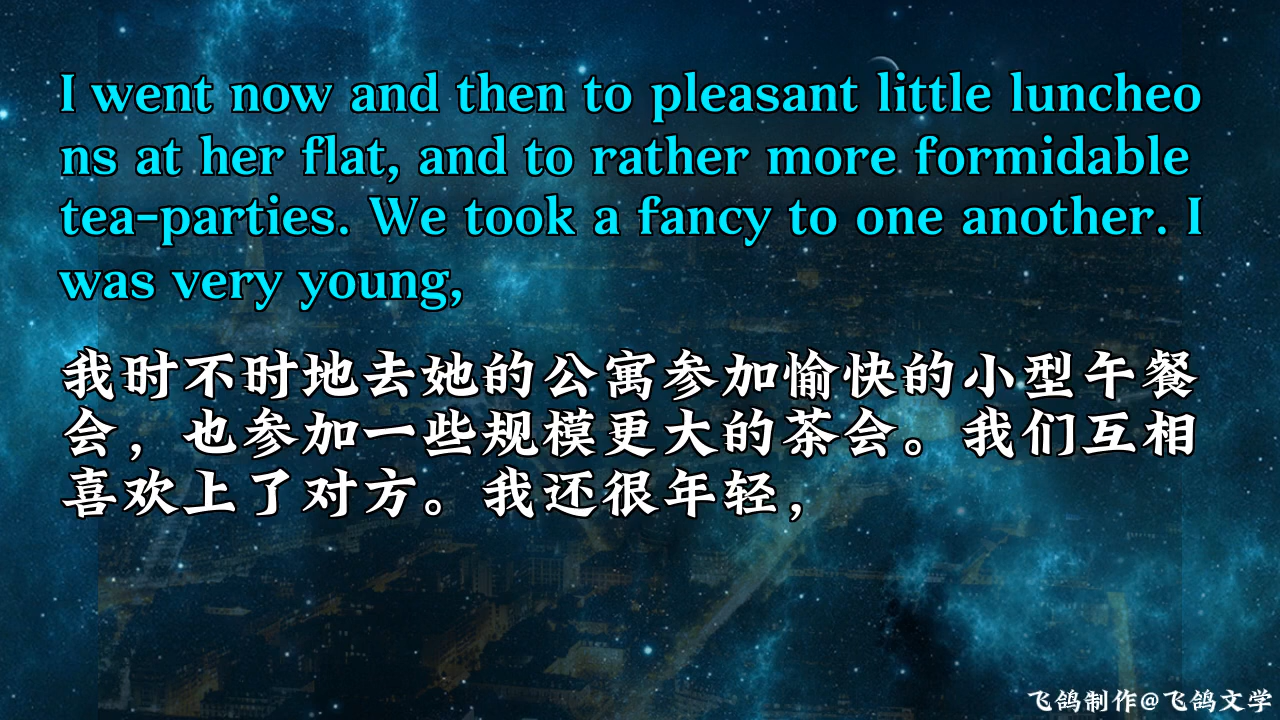 I went now and then to pleasant little luncheo
ns at her flat, and to rather more formidable
tea-parties. We took a fancy to one another. I
was very young,
我时不时地去她的公寓参加愉快的小型午餐
会，也参加一些规模更大的茶会。我们互相
喜欢上了对方。我还很年轻，
飞鸽制作@飞鸽文学